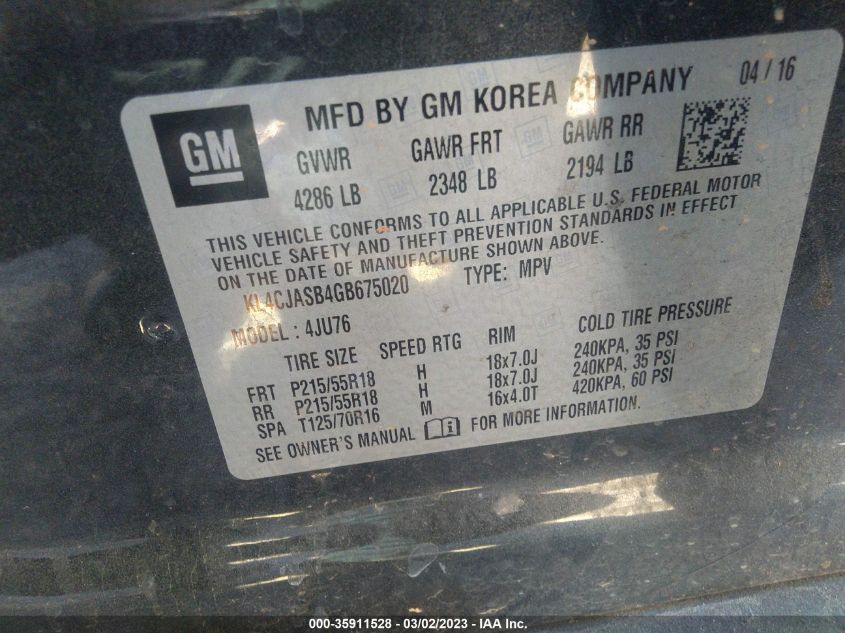 GM
MFD BY GM KOREA COMPANY 04 / 16
GVWR GAWR FRT GAWR RR
4286 LB 2348 LB 2194 LB
THIS VEHICLE CONFORMS TO ALL APPLICABLE U.S. FEDERAL MOTOR
VEHICLE SAFETY AND THEFT PREVENTION STANDARDS IN EFFECT
ON THE DATE OF MANUFACTURE SHOWN ABOVE.
KL4CJASB4GB675020 TYPE: MPV
MODEL : 4JU76
TIRE SIZE SPEED RTG RIM COLD TIRE PRESSURE
FRT P215/55R18 H 18x7.0J 240KPA, 35 PSI
RR P215/55R18 H 18x7.0J 240KPA, 35 PSI
SPA T125/70R16 M 16x4.0T 420KPA, 60 PSI
SEE OWNER'S MANUAL FOR MORE INFORMATION.
000-35911528 - 03/02/2023 - IAA Inc.